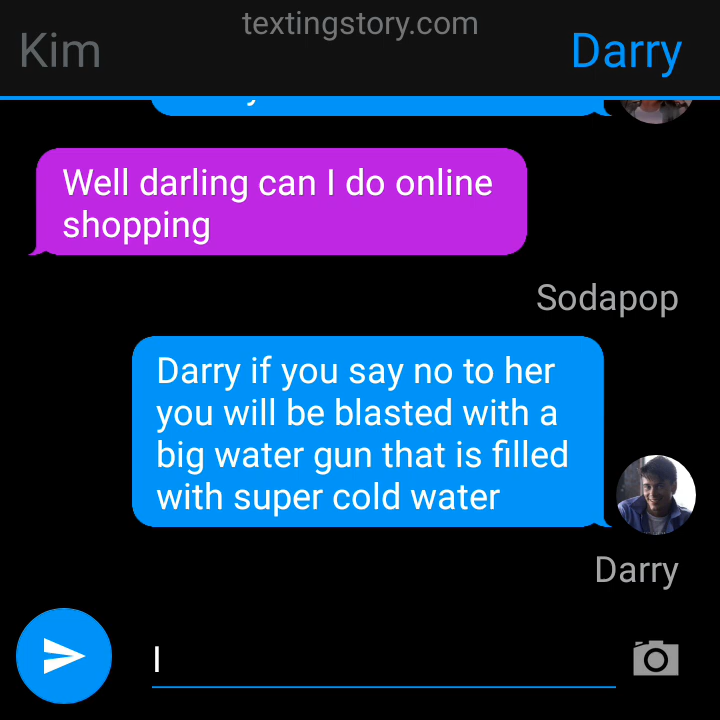 textingstory.com
Kim
Darry
Well darling can I do online
shopping
Sodapop
Darry if you say no to her
you will be blasted with a
big water gun that is filled
with super cold water
Darry